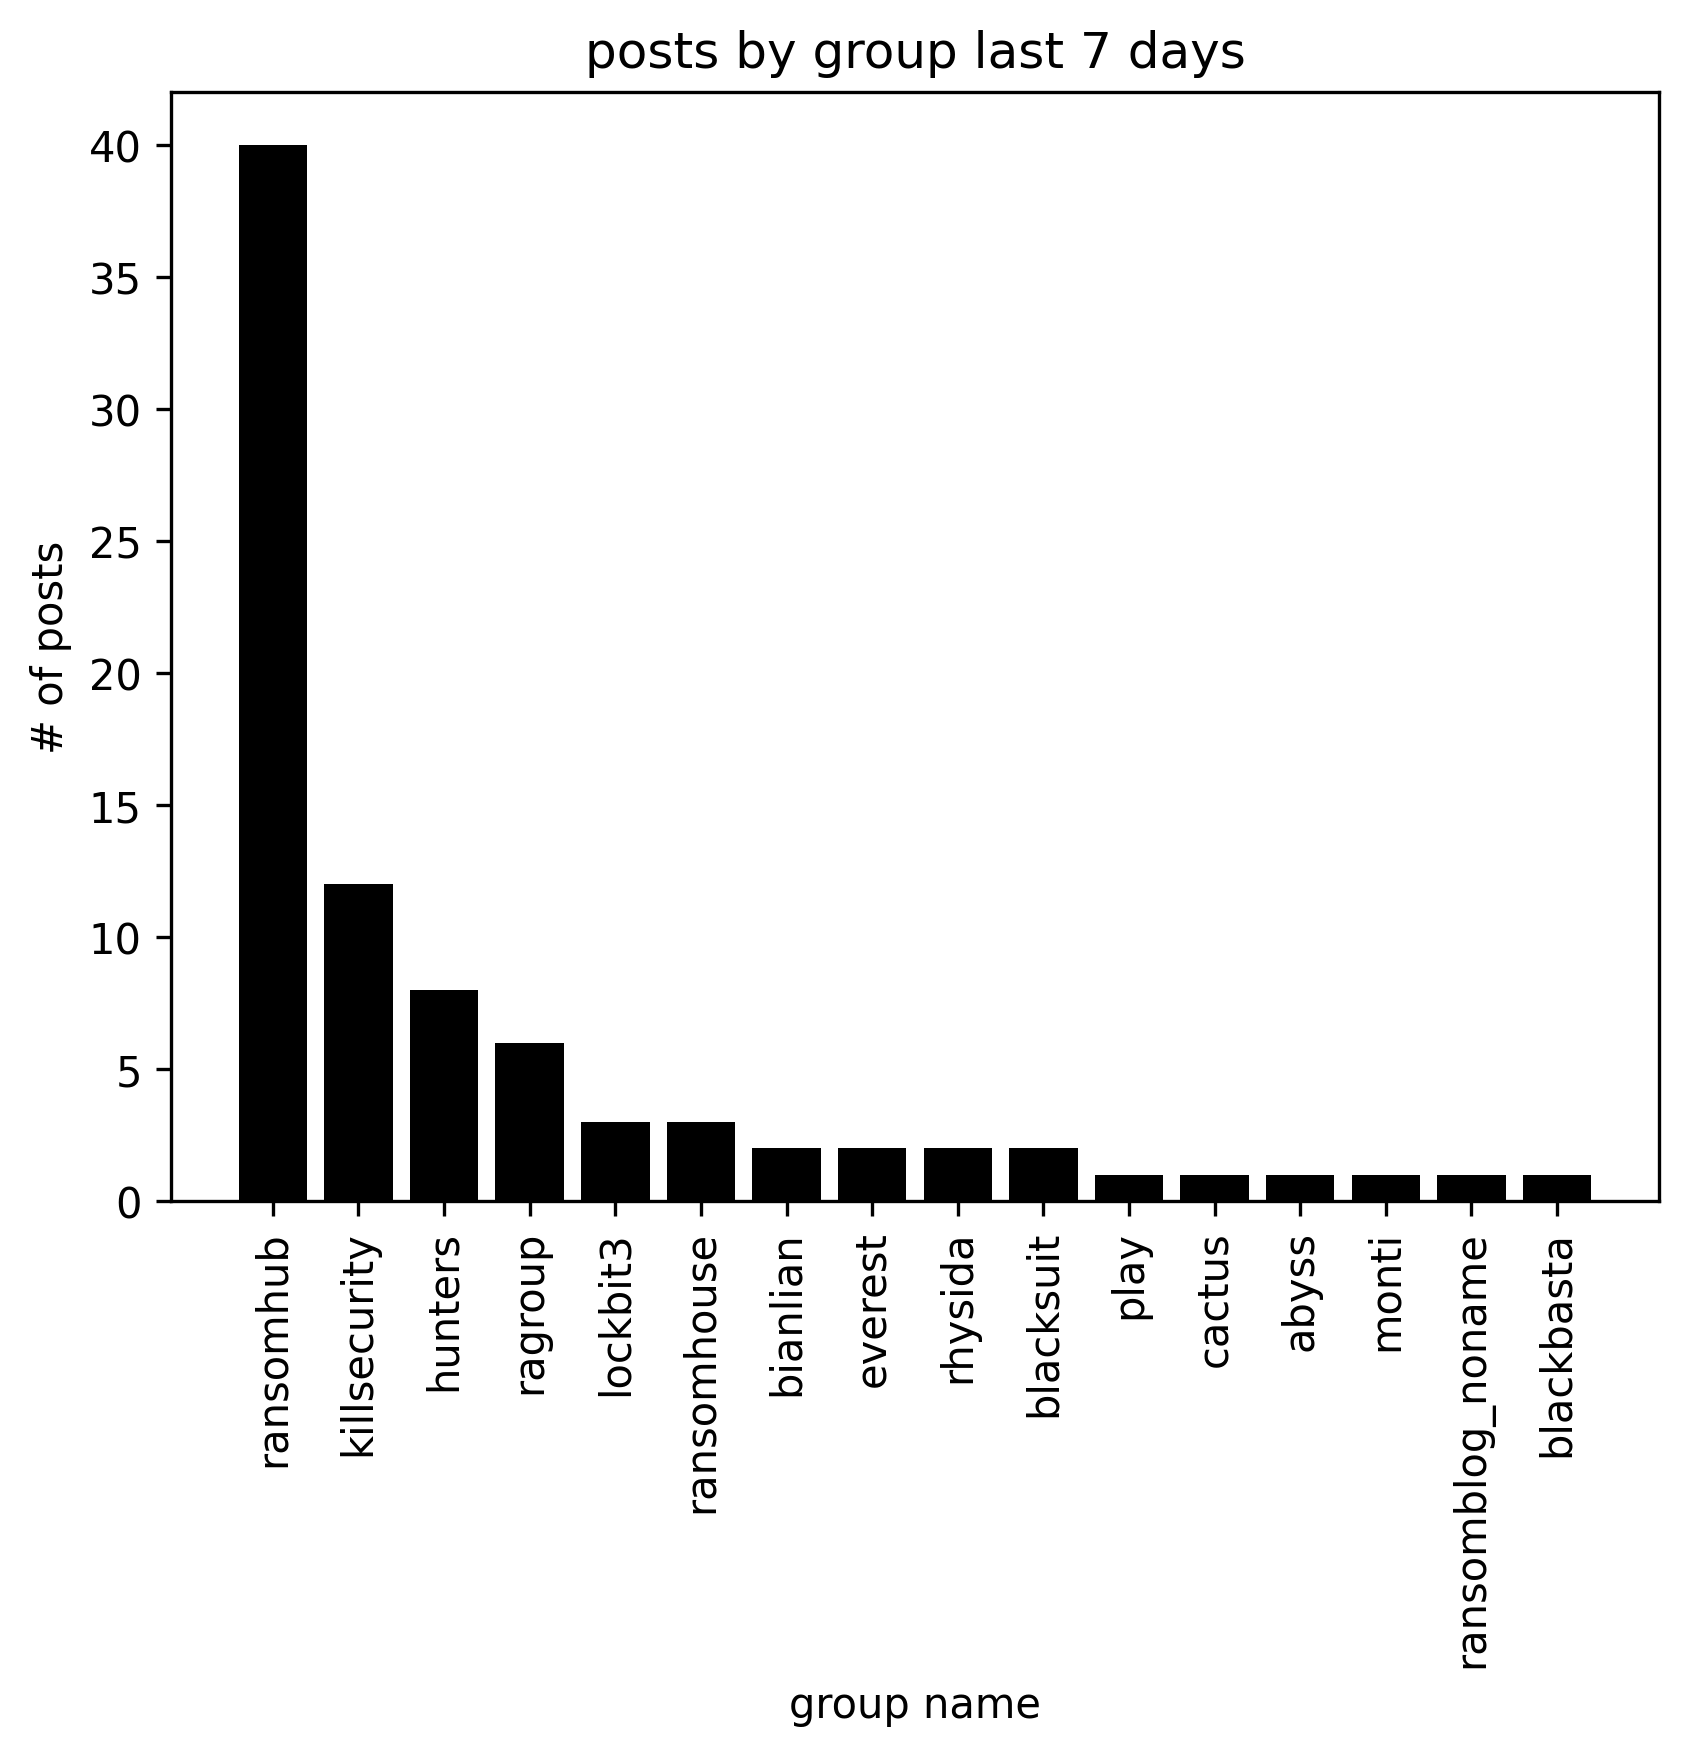 posts by group last 7 days
# of posts
40
35
30
25
20
15
10
5
0
ransomhub
killsecurity
hunters
ragroup
lockbit3
ransomhouse
bianlian
everest
rhysida
blacksuit
play
cactus
abyss
monti
ransomblog_noname
blackbasta
group name